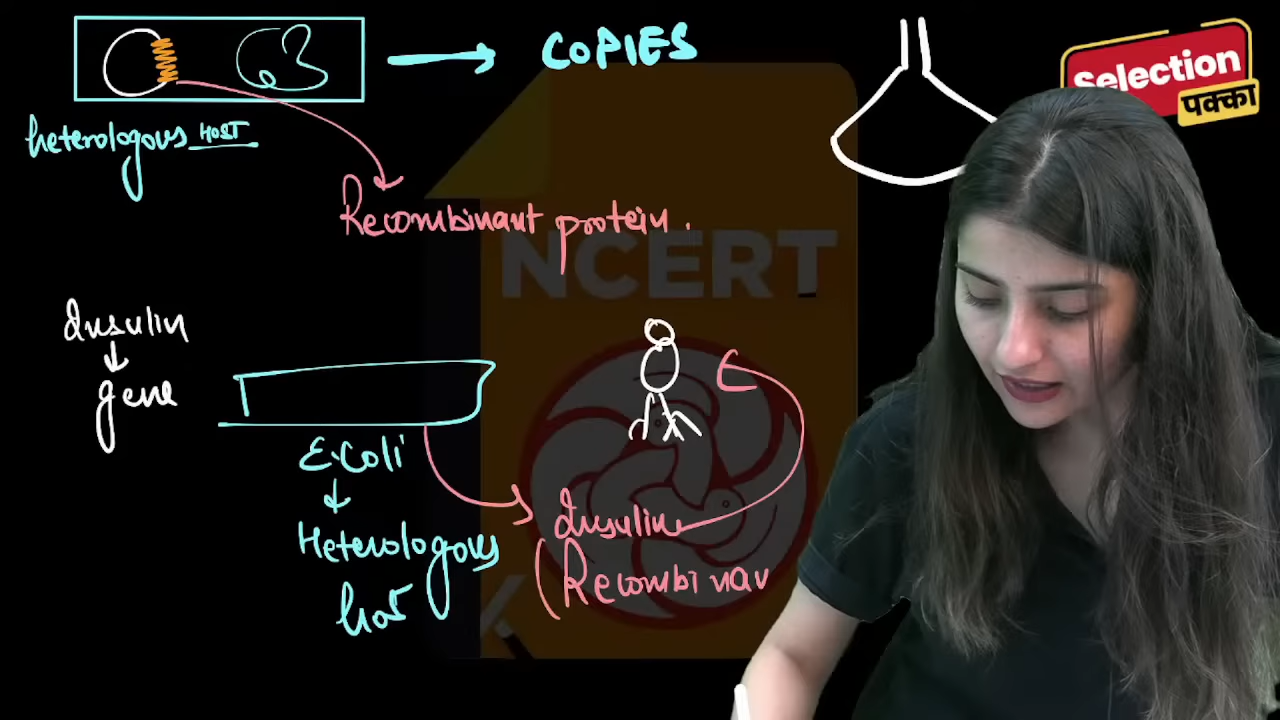 COPIES
Selection
पक्का
heterologous HOST
Recombinant protein.
NCERT
Insulin
gene
E.Coli
Heterologous
host
Insulin
(Recombinan